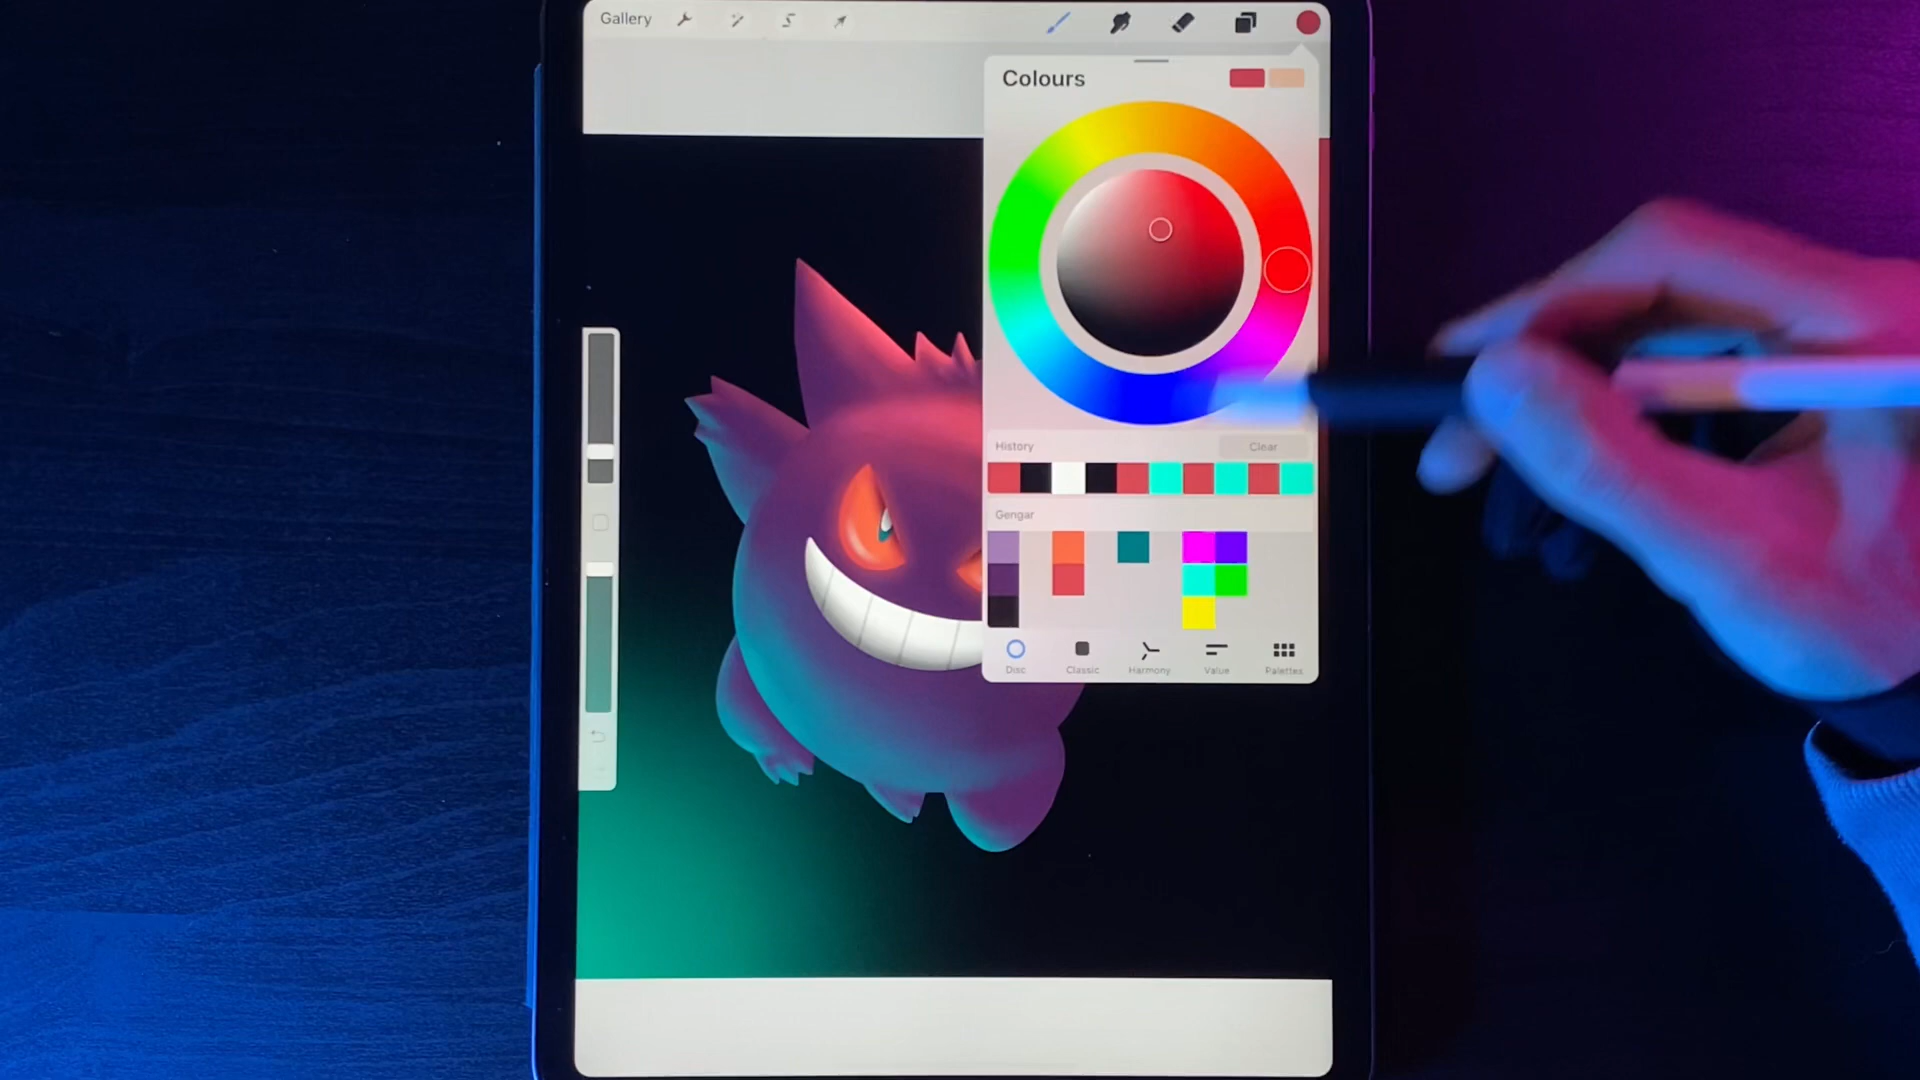 Gallery
Colours
History
Clear
Gengar
Disc
Classic
Harmony
Value
Palettes